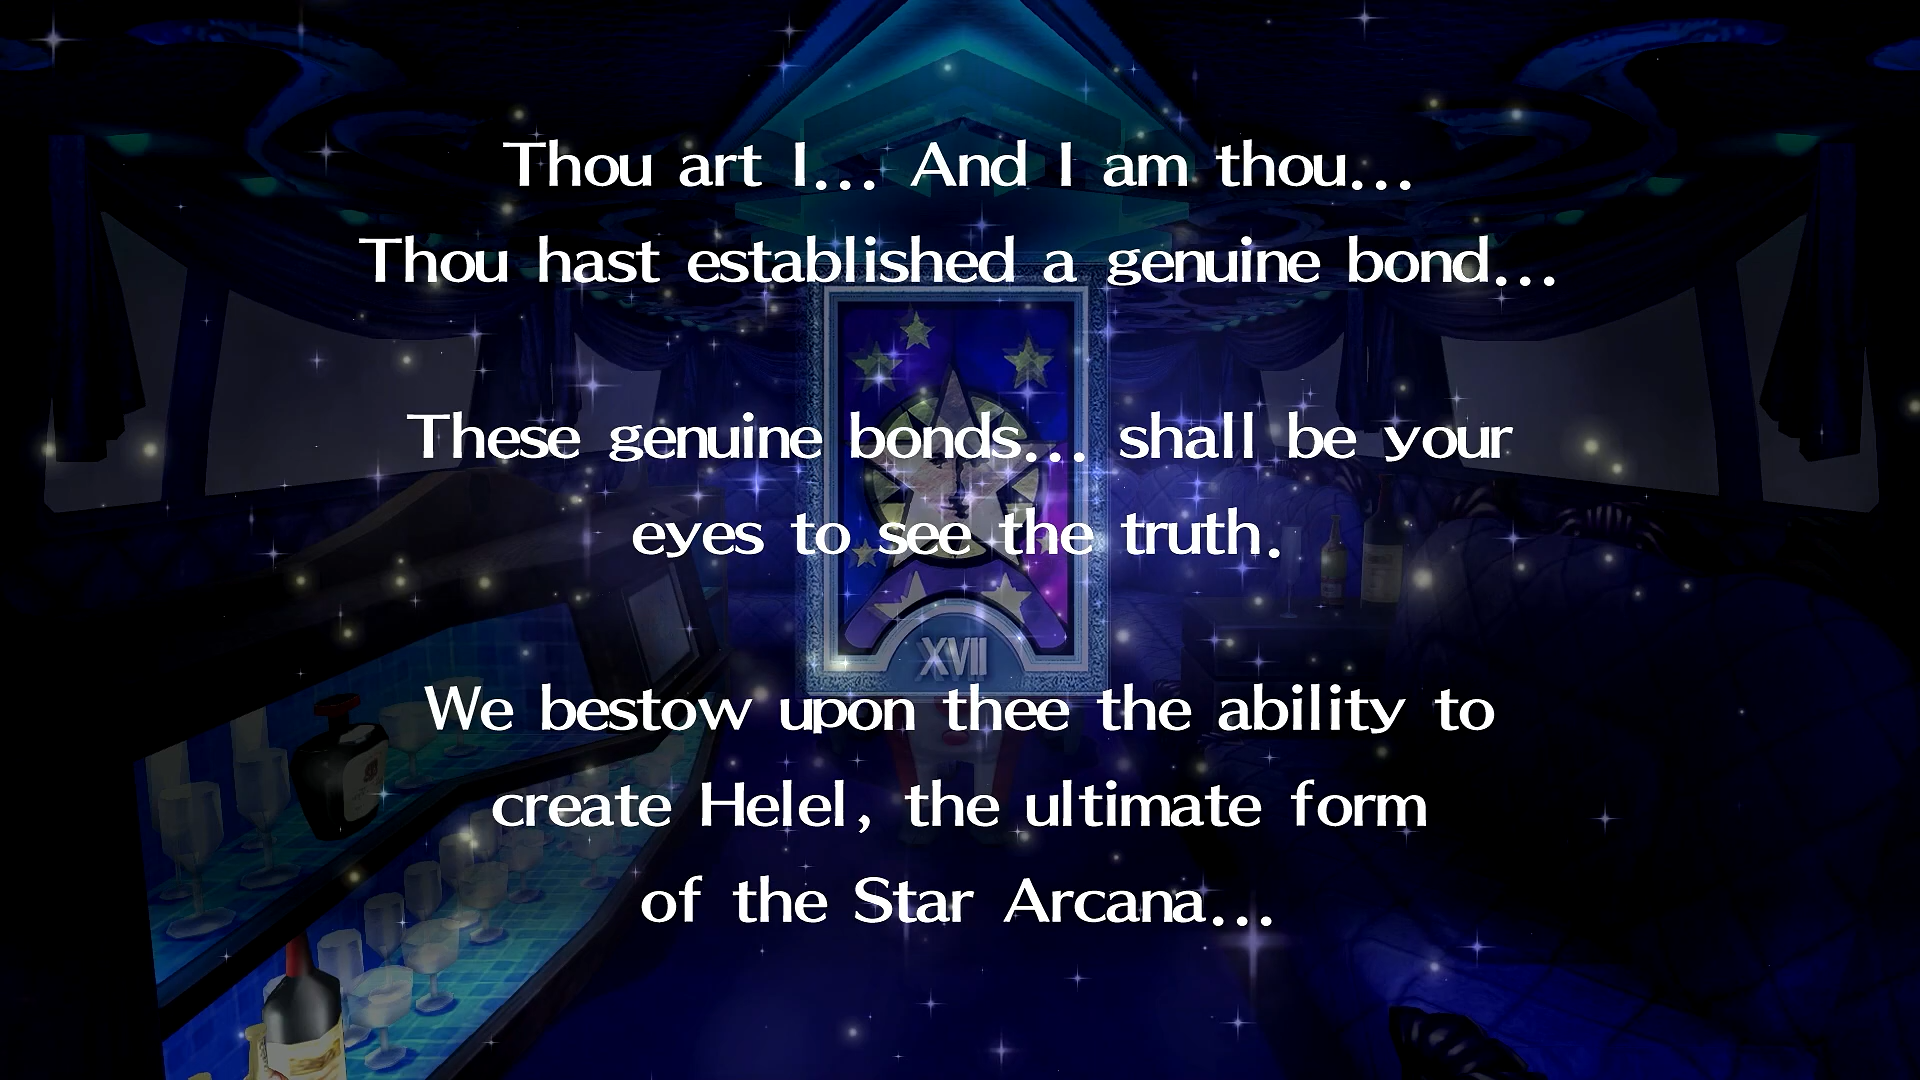 Thou art I... And I am thou...
Thou hast established a genuine bond...
These genuine bonds... shall be your
eyes to see the truth.
XVII
We bestow upon thee the ability to
create Helel, the ultimate form
of the Star Arcana...